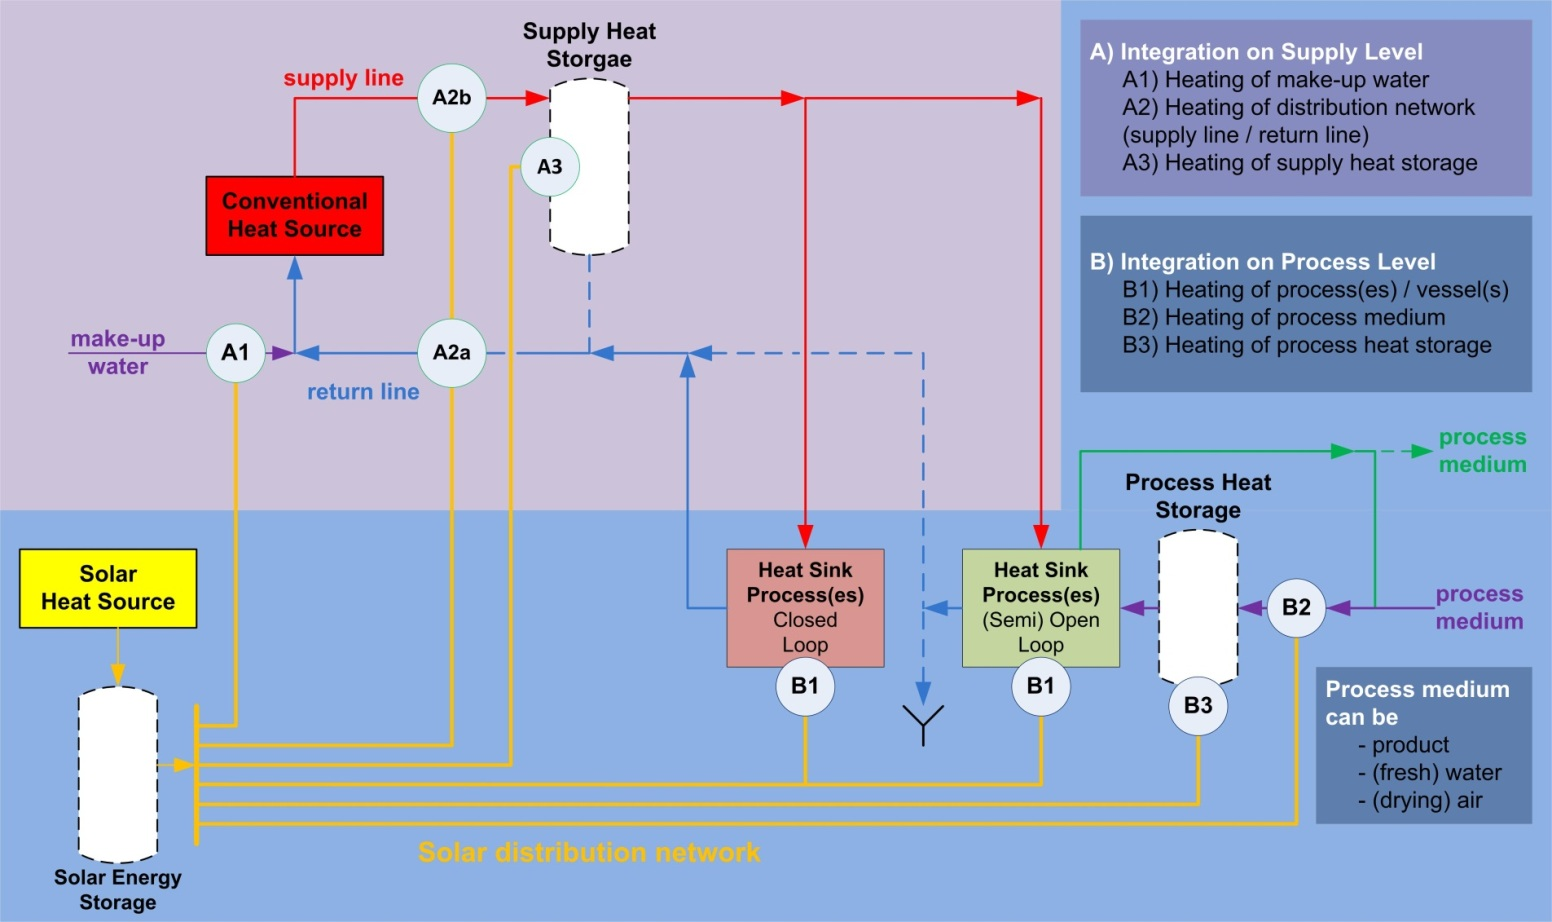 Supply Heat
Storgae
supply line
A2b
A3
Conventional
Heat Source
make-up
water
A1
A2a
return line
A) Integration on Supply Level
A1) Heating of make-up water
A2) Heating of distribution network
(supply line / return line)
A3) Heating of supply heat storage
B) Integration on Process Level
B1) Heating of process(es) / vessel(s)
B2) Heating of process medium
B3) Heating of process heat storage
process
medium
Process Heat
Storage
Solar
Heat Source
Heat Sink
Process(es)
Closed
Loop
B1
Heat Sink
Process(es)
(Semi) Open
Loop
B1
B3
B2
process
medium
Process medium
can be
- product
- (fresh) water
- (drying) air
Solar distribution network
Solar Energy
Storage